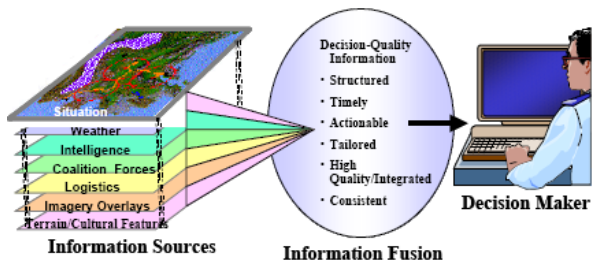 Situation
Weather
Intelligence
Coalition Forces
Logistics
Imagery Overlays
Terrain/Cultural Features
Information Sources
Decision-Quality
Information
· Structured
· Timely
· Actionable
· Tailored
· High
Quality/Integrated
· Consistent
Information Fusion
Decision Maker